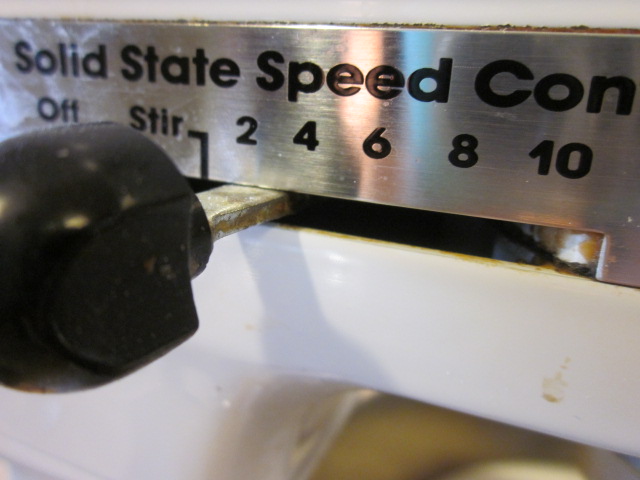 Solid State Speed Con
Off Stir 2 4 6 8 10